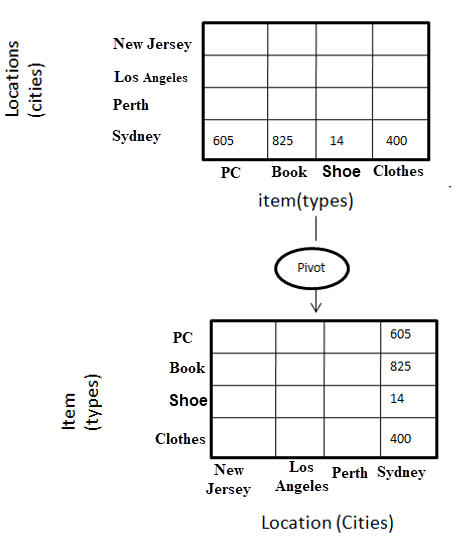 Locations
(cities)
New Jersey
Los Angeles
Perth
Sydney
605 825 14 400
PC Book Shoe Clothes
item(types)
Pivot
Item
(types)
PC 605
Book 825
Shoe 14
Clothes 400
New Jersey
Los Angeles
Perth
Sydney
Location (Cities)